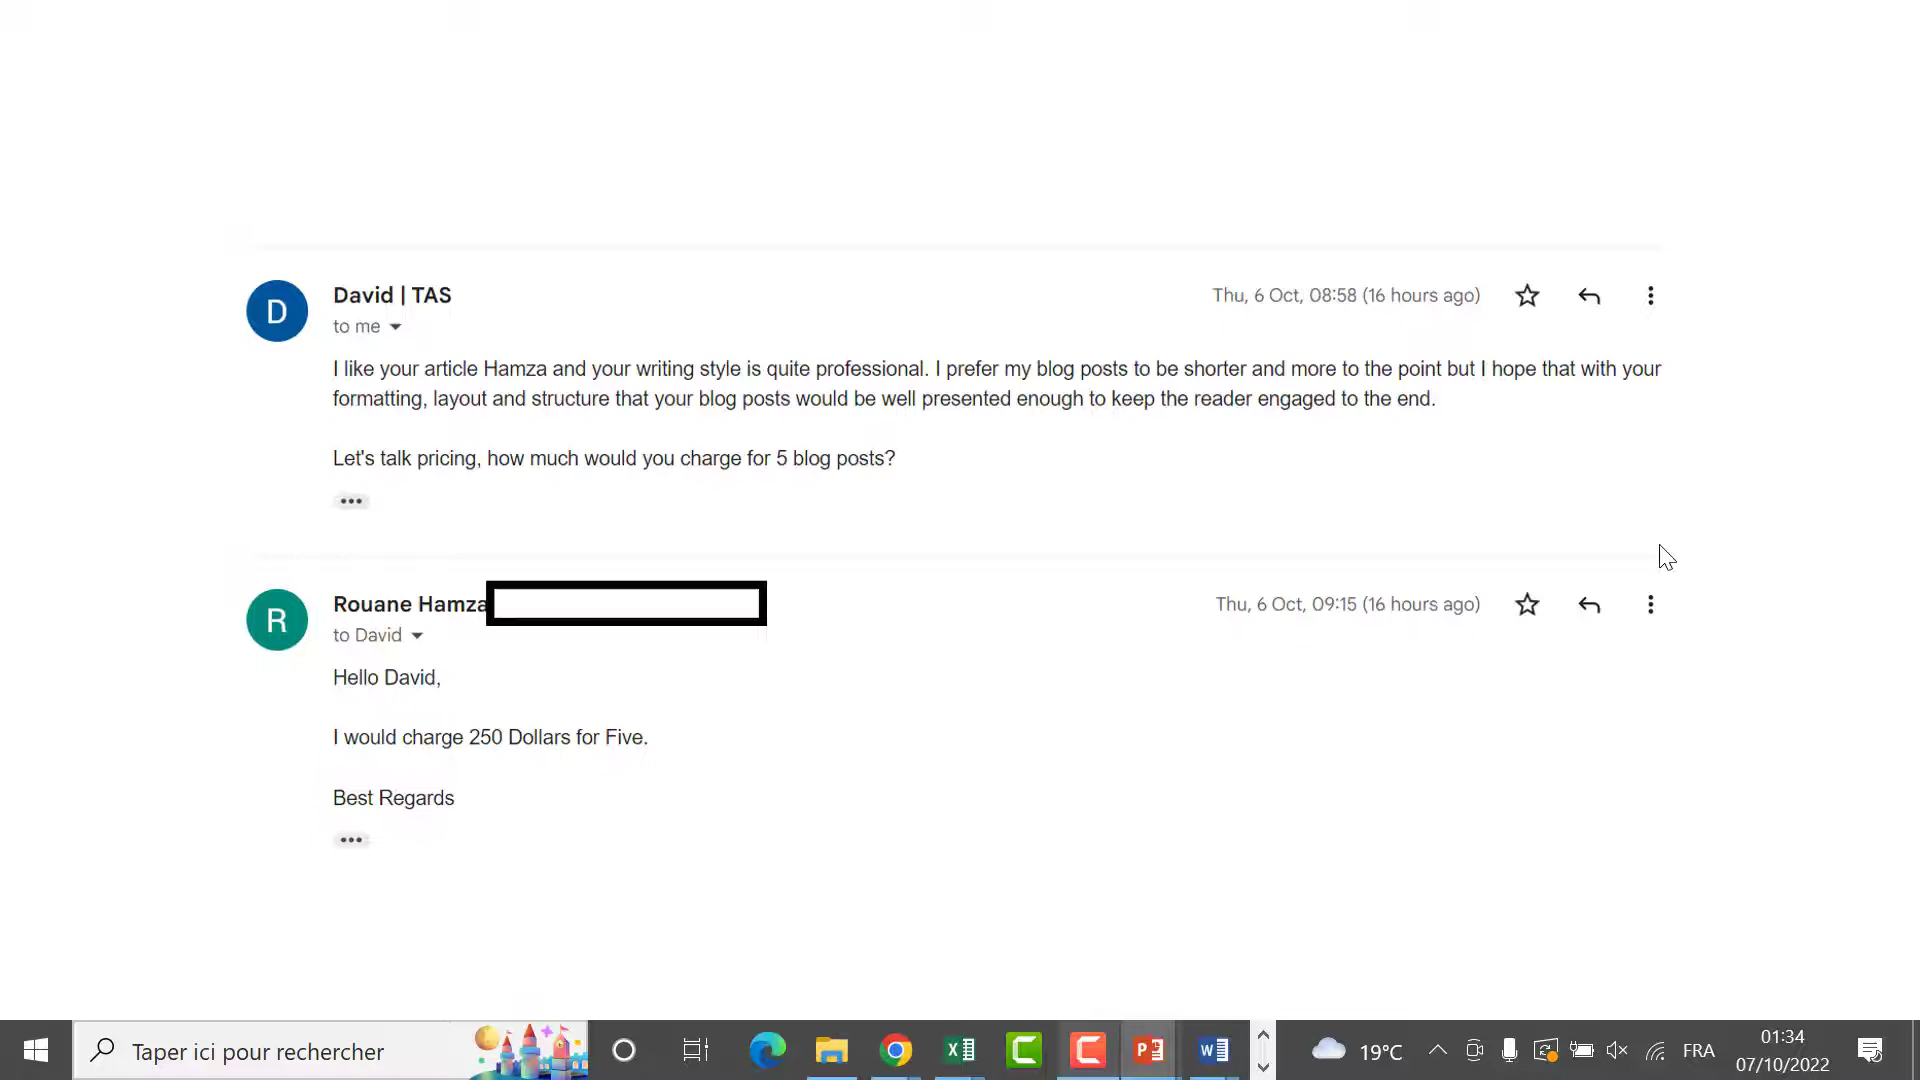 David | TAS
Thu, 6 Oct, 08:58 (16 hours ago)
to me
I like your article Hamza and your writing style is quite professional. I prefer my blog posts to be shorter and more to the point but I hope that with your
formatting, layout and structure that your blog posts would be well presented enough to keep the reader engaged to the end.
Let's talk pricing, how much would you charge for 5 blog posts?
Rouane Hamza
Thu, 6 Oct, 09:15 (16 hours ago)
to David
Hello David,
I would charge 250 Dollars for Five.
Best Regards
Taper ici pour rechercher
19°C
FRA
01:34
07/10/2022
D
R